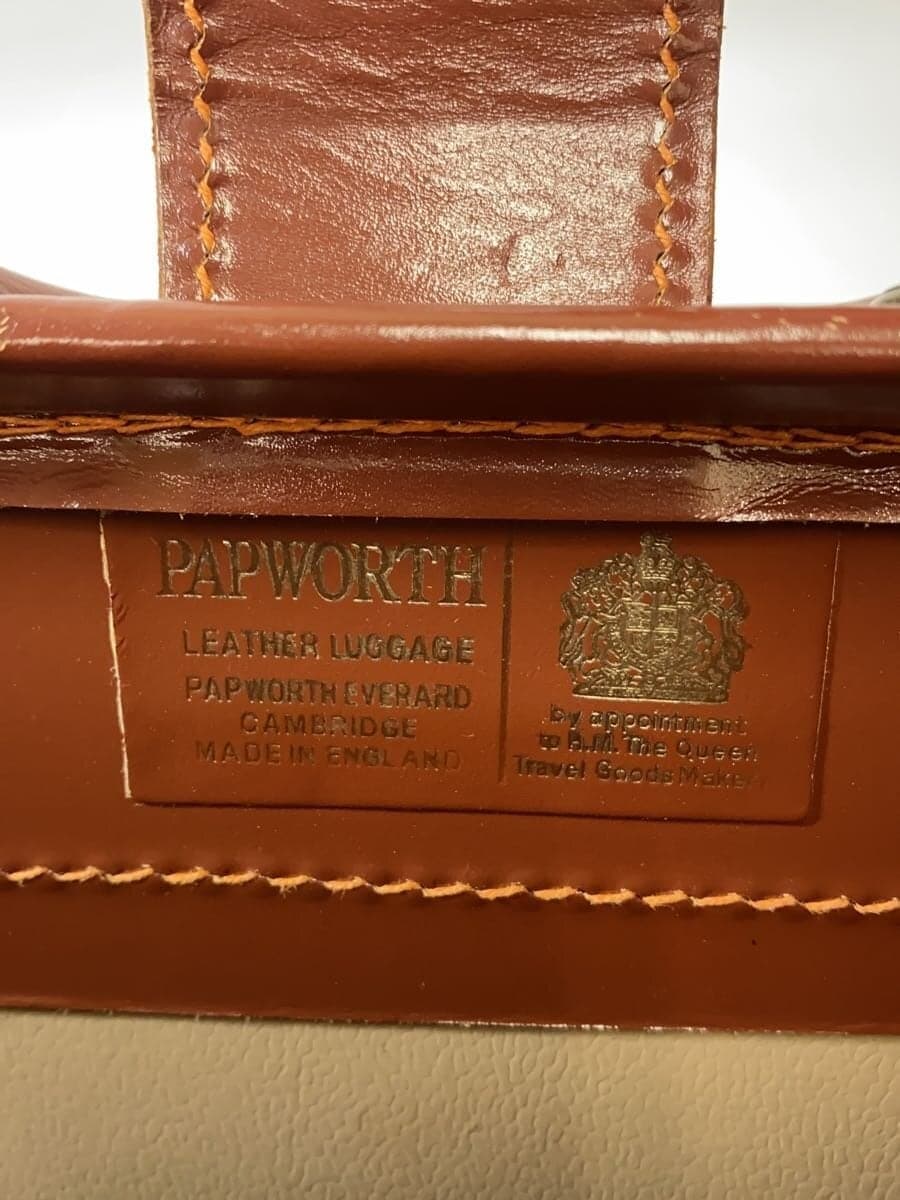 PAPWORTH
LEATHER LUGGAGE
PAPWORTH EVERARD
CAMBRIDGE
MADE IN ENGLAND
by appointment
to H.M. The Queen
Travel Goods Maker